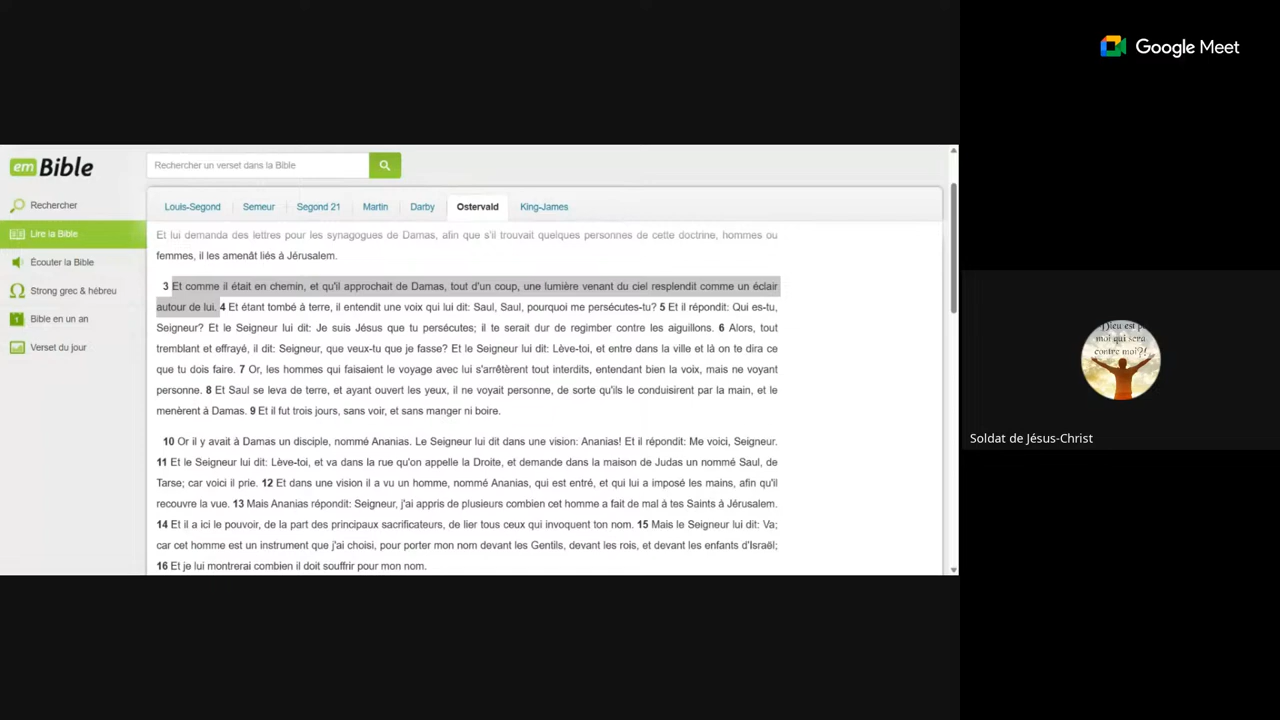 Google Meet
em Bible
Rechercher un verset dans la Bible
Rechercher
Lire la Bible
Écouter la Bible
Strong grec & hébreu
1 Bible en un an
Verset du jour
Louis-Segond Semeur Segond 21 Martin Darby Ostervald King-James
Et lui demanda des lettres pour les synagogues de Damas, afin que s'il trouvait quelques personnes de cette doctrine, hommes ou
femmes, il les amenât liés à Jérusalem.
3 Et comme il était en chemin, et qu'il approchait de Damas, tout d'un coup, une lumière venant du ciel resplendit comme un éclair
autour de lui. 4 Et étant tombé à terre, il entendit une voix qui lui dit: Saul, Saul, pourquoi me persécutes-tu? 5 Et il répondit: Qui es-tu,
Seigneur? Et le Seigneur lui dit: Je suis Jésus que tu persécutes; il te serait dur de regimber contre les aiguillons. 6 Alors, tout
tremblant et effrayé, il dit: Seigneur, que veux-tu que je fasse? Et le Seigneur lui dit: Lève-toi, et entre dans la ville et là on te dira ce
que tu dois faire. 7 Or, les hommes qui faisaient le voyage avec lui s'arrêtèrent tout interdits, entendant bien la voix, mais ne voyant
personne. 8 Et Saul se leva de terre, et ayant ouvert les yeux, il ne voyait personne, de sorte qu'ils le conduisirent par la main, et le
menèrent à Damas. 9 Et il fut trois jours, sans voir, et sans manger ni boire.
10 Or il y avait à Damas un disciple, nommé Ananias. Le Seigneur lui dit dans une vision: Ananias! Et il répondit: Me voici, Seigneur.
11 Et le Seigneur lui dit: Lève-toi, et va dans la rue qu'on appelle la Droite, et demande dans la maison de Judas un nommé Saul, de
Tarse; car voici il prie. 12 Et dans une vision il a vu un homme, nommé Ananias, qui est entré, et qui lui a imposé les mains, afin qu'il
recouvre la vue. 13 Mais Ananias répondit: Seigneur, j'ai appris de plusieurs combien cet homme a fait de mal à tes Saints à Jérusalem.
14 Et il a ici le pouvoir, de la part des principaux sacrificateurs, de lier tous ceux qui invoquent ton nom. 15 Mais le Seigneur lui dit: Va;
car cet homme est un instrument que j'ai choisi, pour porter mon nom devant les Gentils, devant les rois, et devant les enfants d'Israël;
16 Et je lui montrerai combien il doit souffrir pour mon nom.
Dieu est p
moi qui sera
contre moi?!
Soldat de Jésus-Christ